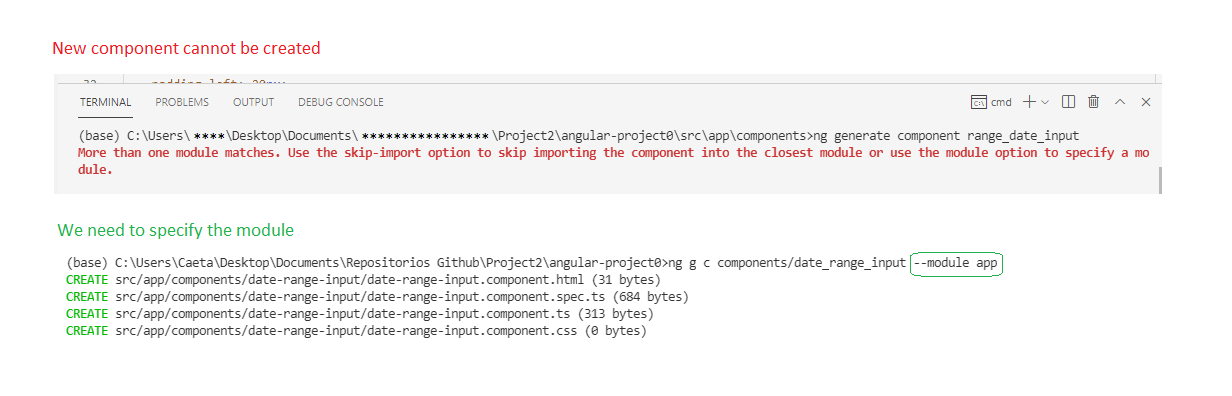 New component cannot be created
TERMINAL PROBLEMS OUTPUT DEBUG CONSOLE cmd
(base) C:\Users\****\Desktop\Documents\****************\Project2\angular-project0\src\app\components>ng generate component range_date_input
More than one module matches. Use the skip-import option to skip importing the component into the closest module or use the module option to specify a mo
dule.
We need to specify the module
(base) C:\Users\Caeta\Desktop\Documents\Repositorios Github\Project2\angular-project0>ng g c components/date_range_input --module app
CREATE src/app/components/date-range-input/date-range-input.component.html (31 bytes)
CREATE src/app/components/date-range-input/date-range-input.component.spec.ts (684 bytes)
CREATE src/app/components/date-range-input/date-range-input.component.ts (313 bytes)
CREATE src/app/components/date-range-input/date-range-input.component.css (0 bytes)